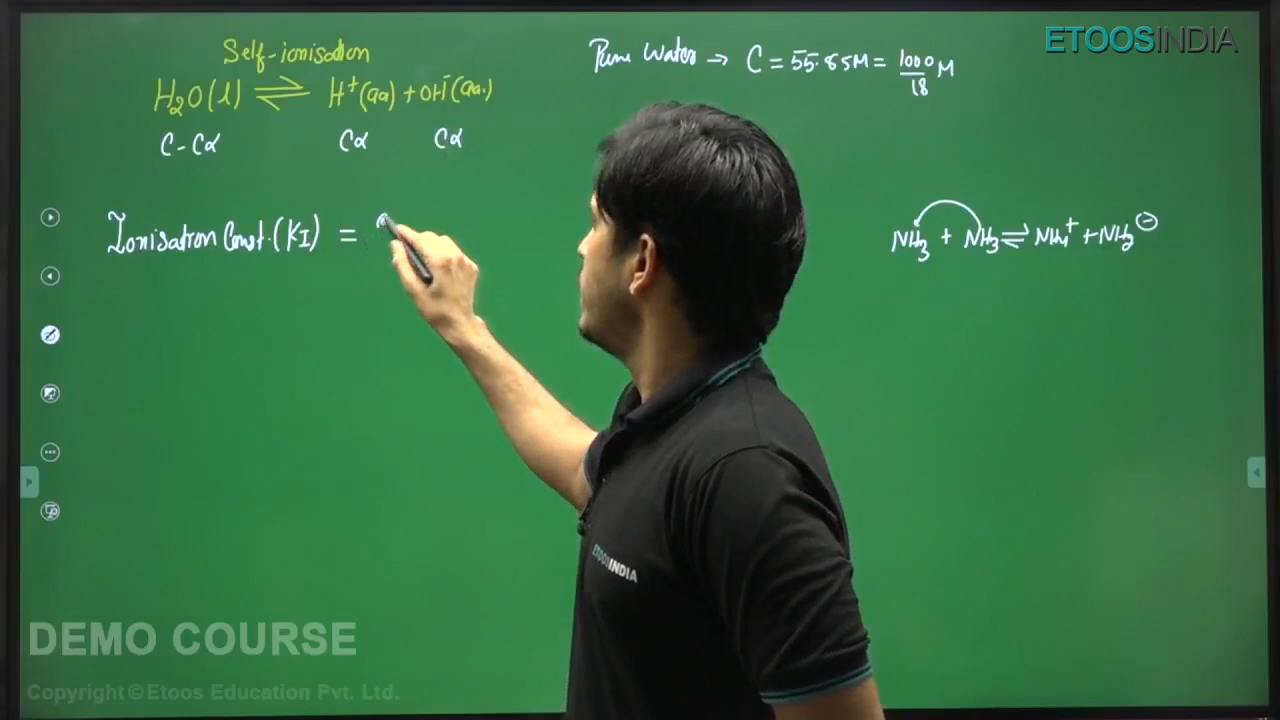 ETOOSINDIA
Self-ionisation
H2O(l) ⇌ H+(aq) + OH-(aq.)
C-Cα Cα Cα
Pure Water → C = 55.55M = 1000/18 M
Ionisation Const.(KI) =
NH3 + NH3 ⇌ NH4+ + NH2⊖
ETOOSINDIA
DEMO COURSE
Copyright © Etoos Education Pvt. Ltd.